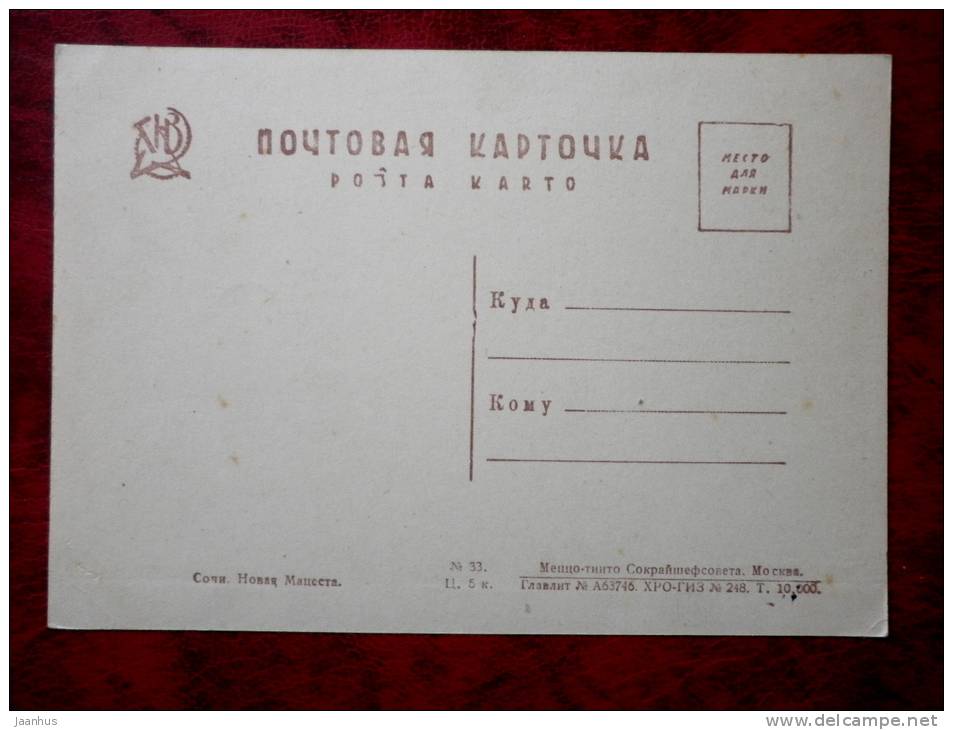 ПОЧТОВАЯ КАРТОЧКА
POŜTA KARTO
МЕСТО
ДЛЯ
МАРКИ
Куда
Кому
Сочи. Новая Мацеста.
№ 33.
Ц. 5 к.
Меццо-тинто Сокрайшефсовета, Москва.
Главлит № А63746. ХРО-ГИЗ № 248. Т. 10.000.
jaanhus
www.delcampe.net